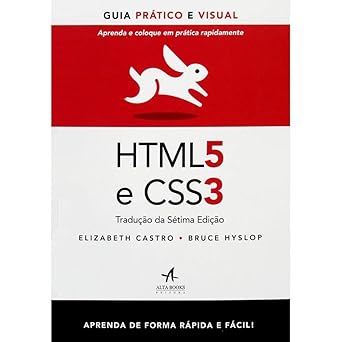 GUIA PRÁTICO E VISUAL
Aprenda e coloque em prática rapidamente
HTML5
e CSS3
Tradução da Sétima Edição
ELIZABETH CASTRO • BRUCE HYSLOP
ALTA BOOKS
EDITORA
APRENDA DE FORMA RÁPIDA E FÁCIL!